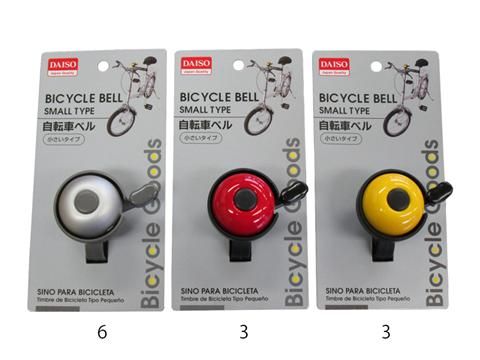 DAISO
Japan Quality
BICYCLE BELL
SMALL TYPE
自転車ベル
小さいタイプ
Bicycle Goods
SINO PARA BICICLETA
Timbre de Bicicleta Tipo Pequeño
6
DAISO
Japan Quality
BICYCLE BELL
SMALL TYPE
自転車ベル
小さいタイプ
Bicycle Goods
SINO PARA BICICLETA
Timbre de Bicicleta Tipo Pequeño
3
DAISO
Japan Quality
BICYCLE BELL
SMALL TYPE
自転車ベル
小さいタイプ
Bicycle Goods
SINO PARA BICICLETA
Timbre de Bicicleta Tipo Pequeño
3